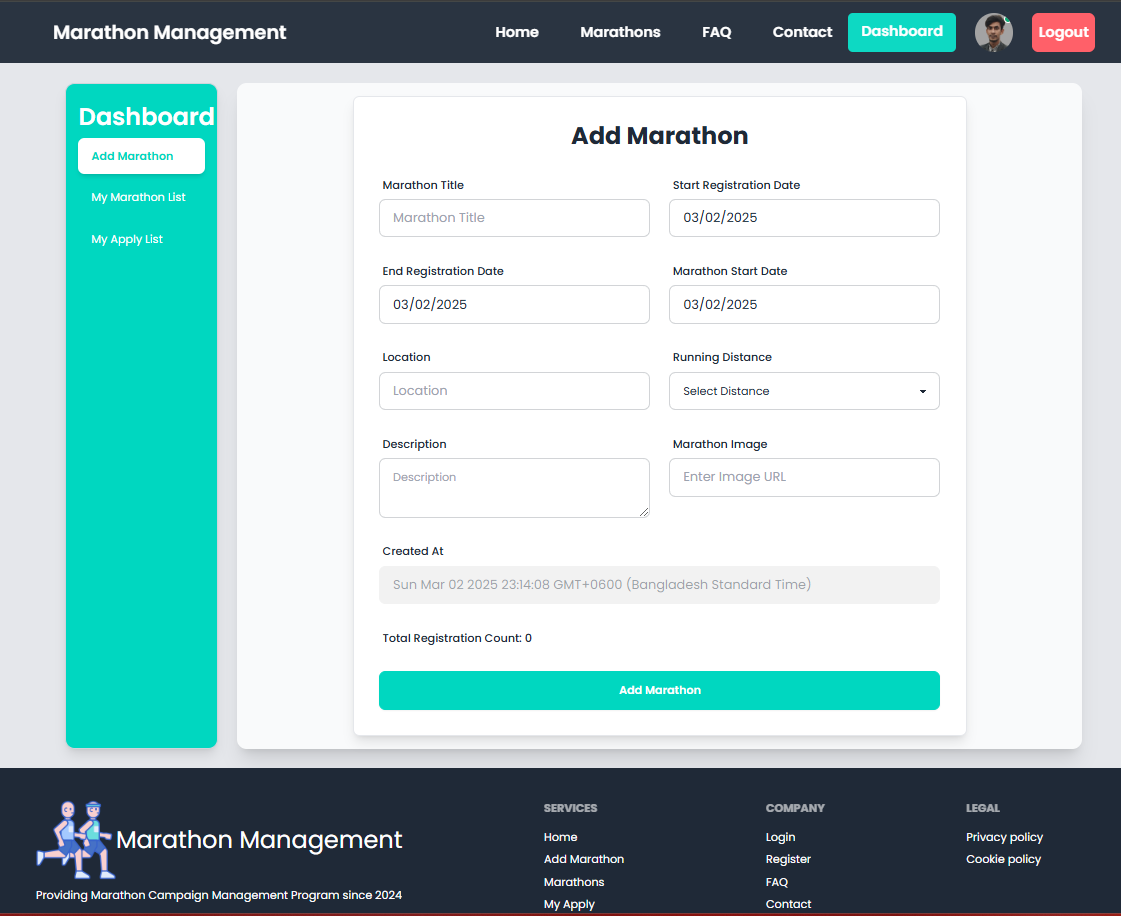 Marathon Management Home Marathons FAQ Contact Dashboard Logout
Dashboard
Add Marathon
My Marathon List
My Apply List
Add Marathon
Marathon Title Start Registration Date
Marathon Title 03/02/2025
End Registration Date Marathon Start Date
03/02/2025 03/02/2025
Location Running Distance
Location Select Distance
Description Marathon Image
Description Enter Image URL
Created At
Sun Mar 02 2025 23:14:08 GMT+0600 (Bangladesh Standard Time)
Total Registration Count: 0
Add Marathon
Marathon Management
Providing Marathon Campaign Management Program since 2024
SERVICES
Home
Add Marathon
Marathons
My Apply
COMPANY
Login
Register
FAQ
Contact
LEGAL
Privacy policy
Cookie policy